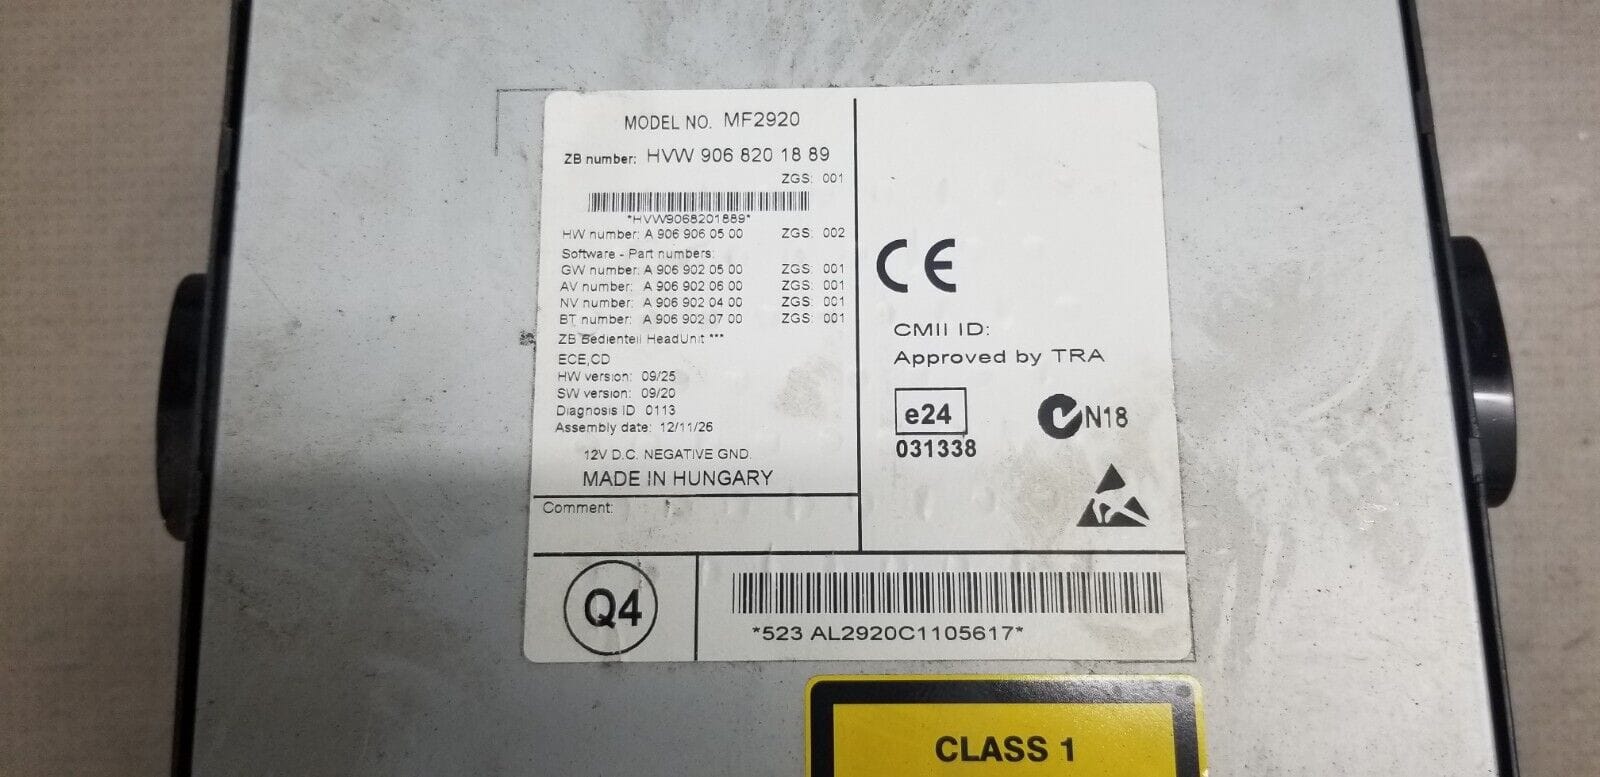 MODEL NO. MF2920
ZB number: HVW 906 820 18 89
ZGS: 001
*HVW9068201889*
HW number: A 906 906 05 00 ZGS: 002
Software - Part numbers:
GW number: A 906 902 05 00 ZGS: 001
AV number: A 906 902 06 00 ZGS: 001
NV number: A 906 902 04 00 ZGS: 001
BT number: A 906 902 07 00 ZGS: 001
ZB Bedienteil HeadUnit ***
ECE,CD
HW version: 09/25
SW version: 09/20
Diagnosis ID 0113
Assembly date: 12/11/26
12V D.C. NEGATIVE GND.
MADE IN HUNGARY
Comment:
CE
CMII ID:
Approved by TRA
e24
031338
N18
Q4
*523 AL2920C1105617*
CLASS 1